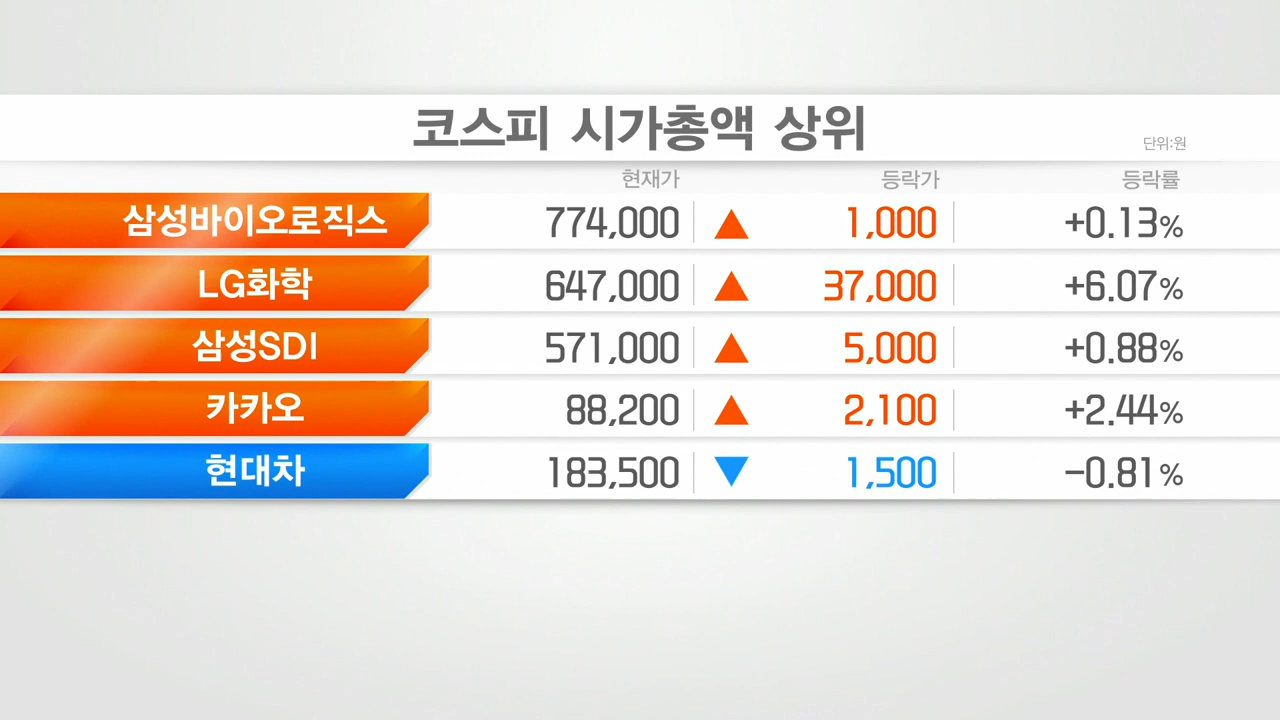 코스피 시가총액 상위
단위:원
현재가 등락가 등락률
삼성바이오로직스 774,000 ▲ 1,000 +0.13%
LG화학 647,000 ▲ 37,000 +6.07%
삼성SDI 571,000 ▲ 5,000 +0.88%
카카오 88,200 ▲ 2,100 +2.44%
현대차 183,500 ▼ 1,500 -0.81%